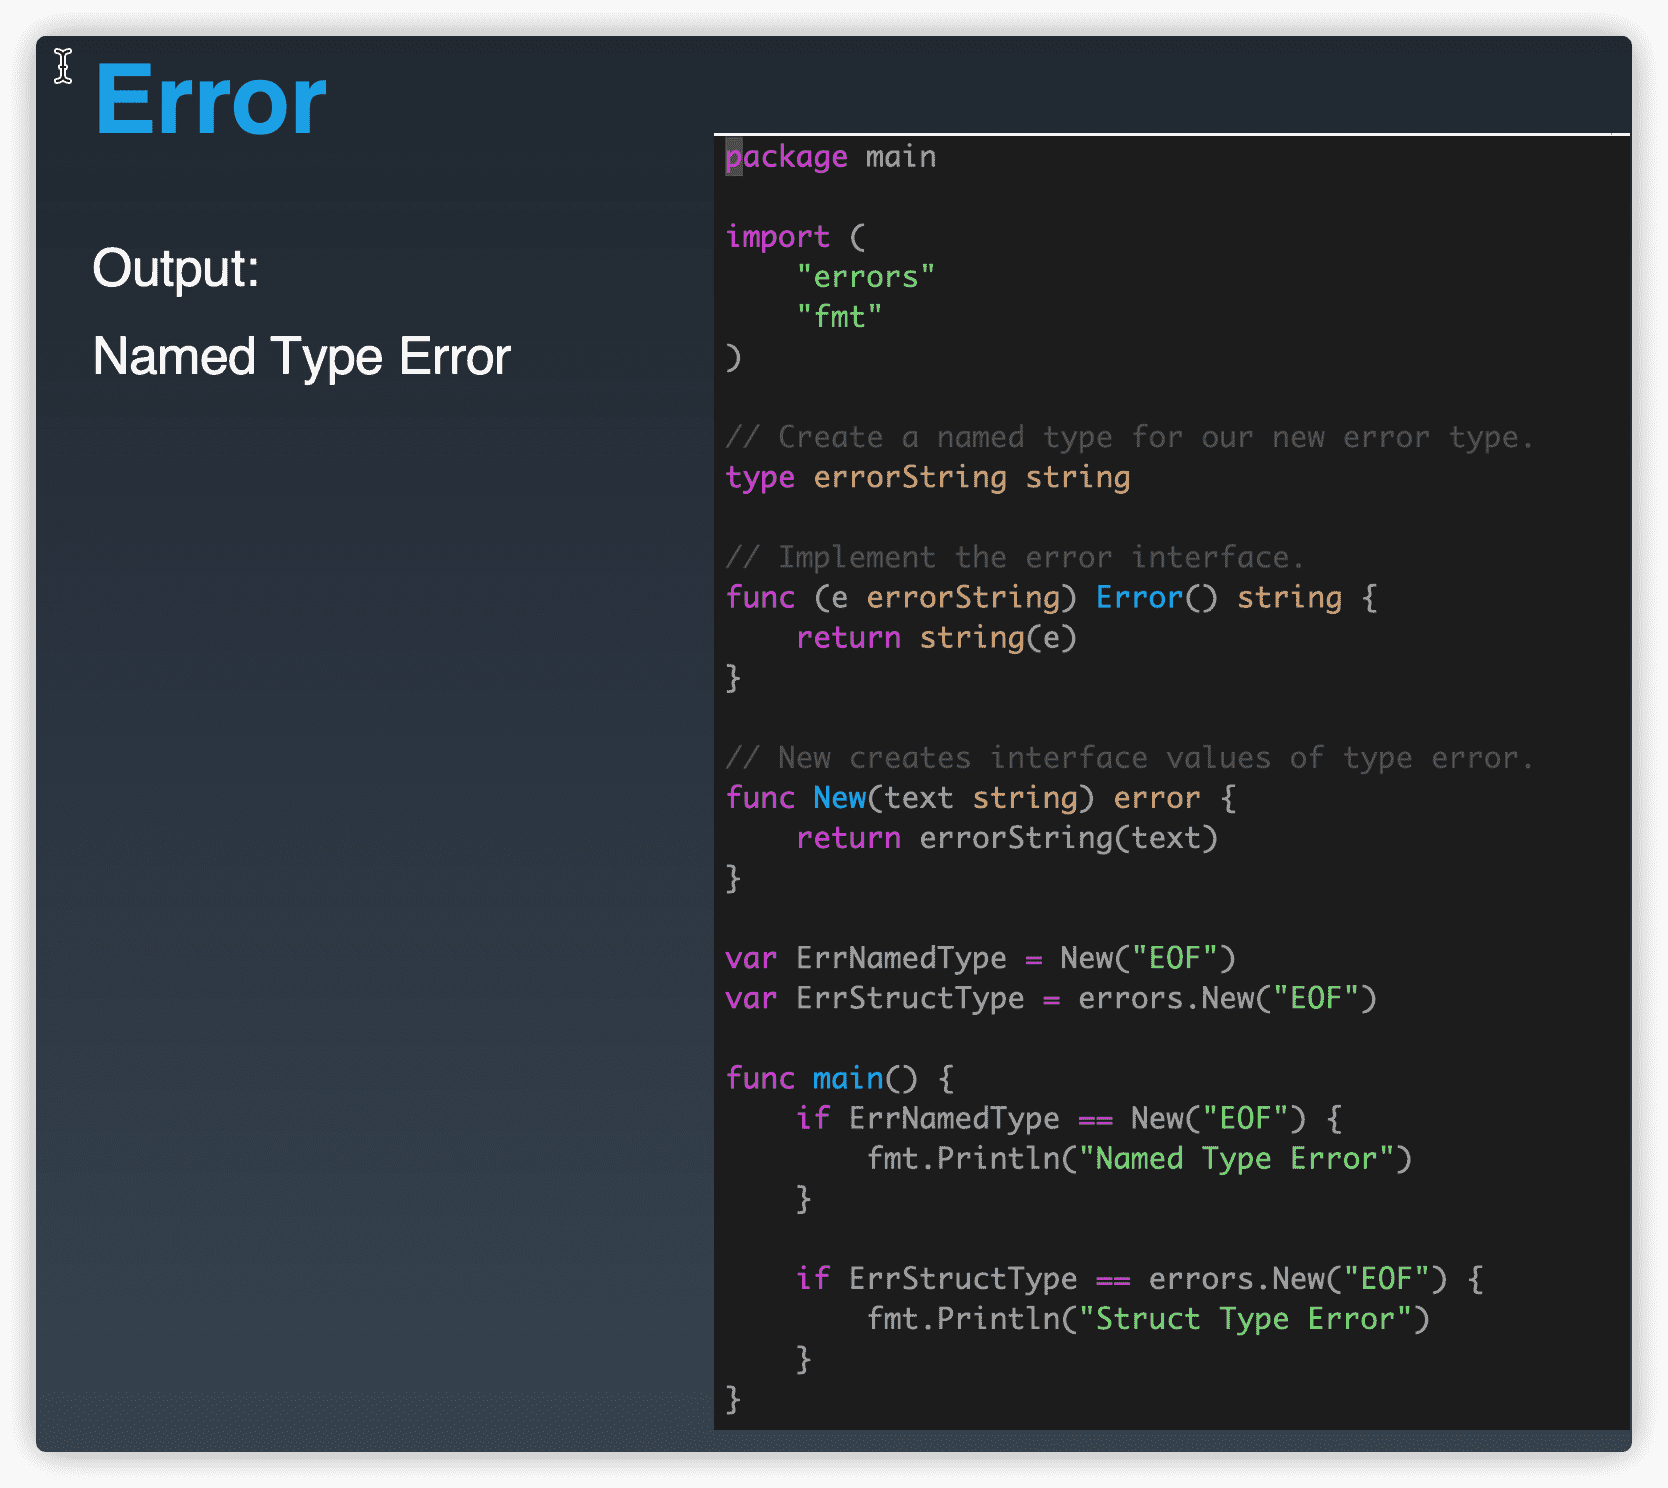 Error
Output:
Named Type Error
package main
import (
    "errors"
    "fmt"
)
// Create a named type for our new error type.
type errorString string
// Implement the error interface.
func (e errorString) Error() string {
    return string(e)
}
// New creates interface values of type error.
func New(text string) error {
    return errorString(text)
}
var ErrNamedType = New("EOF")
var ErrStructType = errors.New("EOF")
func main() {
    if ErrNamedType == New("EOF") {
        fmt.Println("Named Type Error")
    }
    if ErrStructType == errors.New("EOF") {
        fmt.Println("Struct Type Error")
    }
}